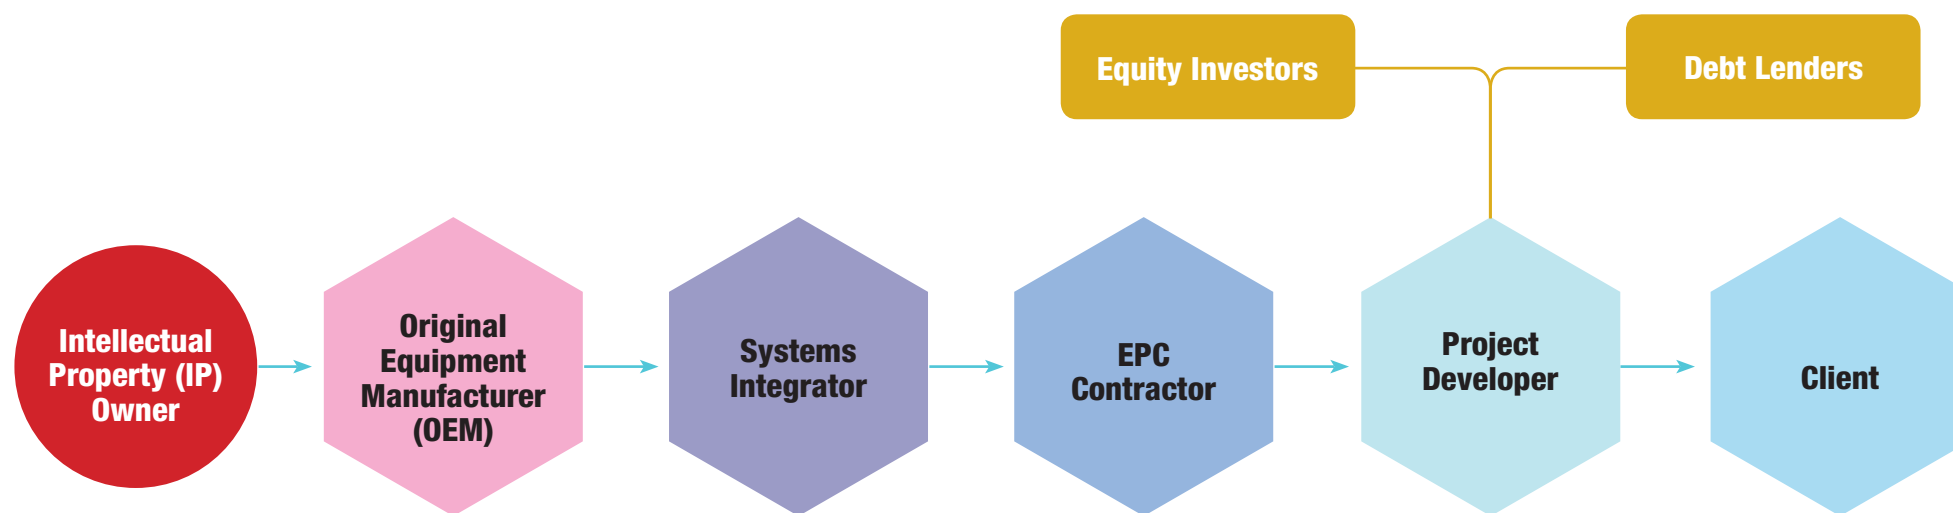 Equity Investors
Debt Lenders
Intellectual
Property (IP)
Owner
Original
Equipment
Manufacturer
(OEM)
Systems
Integrator
EPC
Contractor
Project
Developer
Client